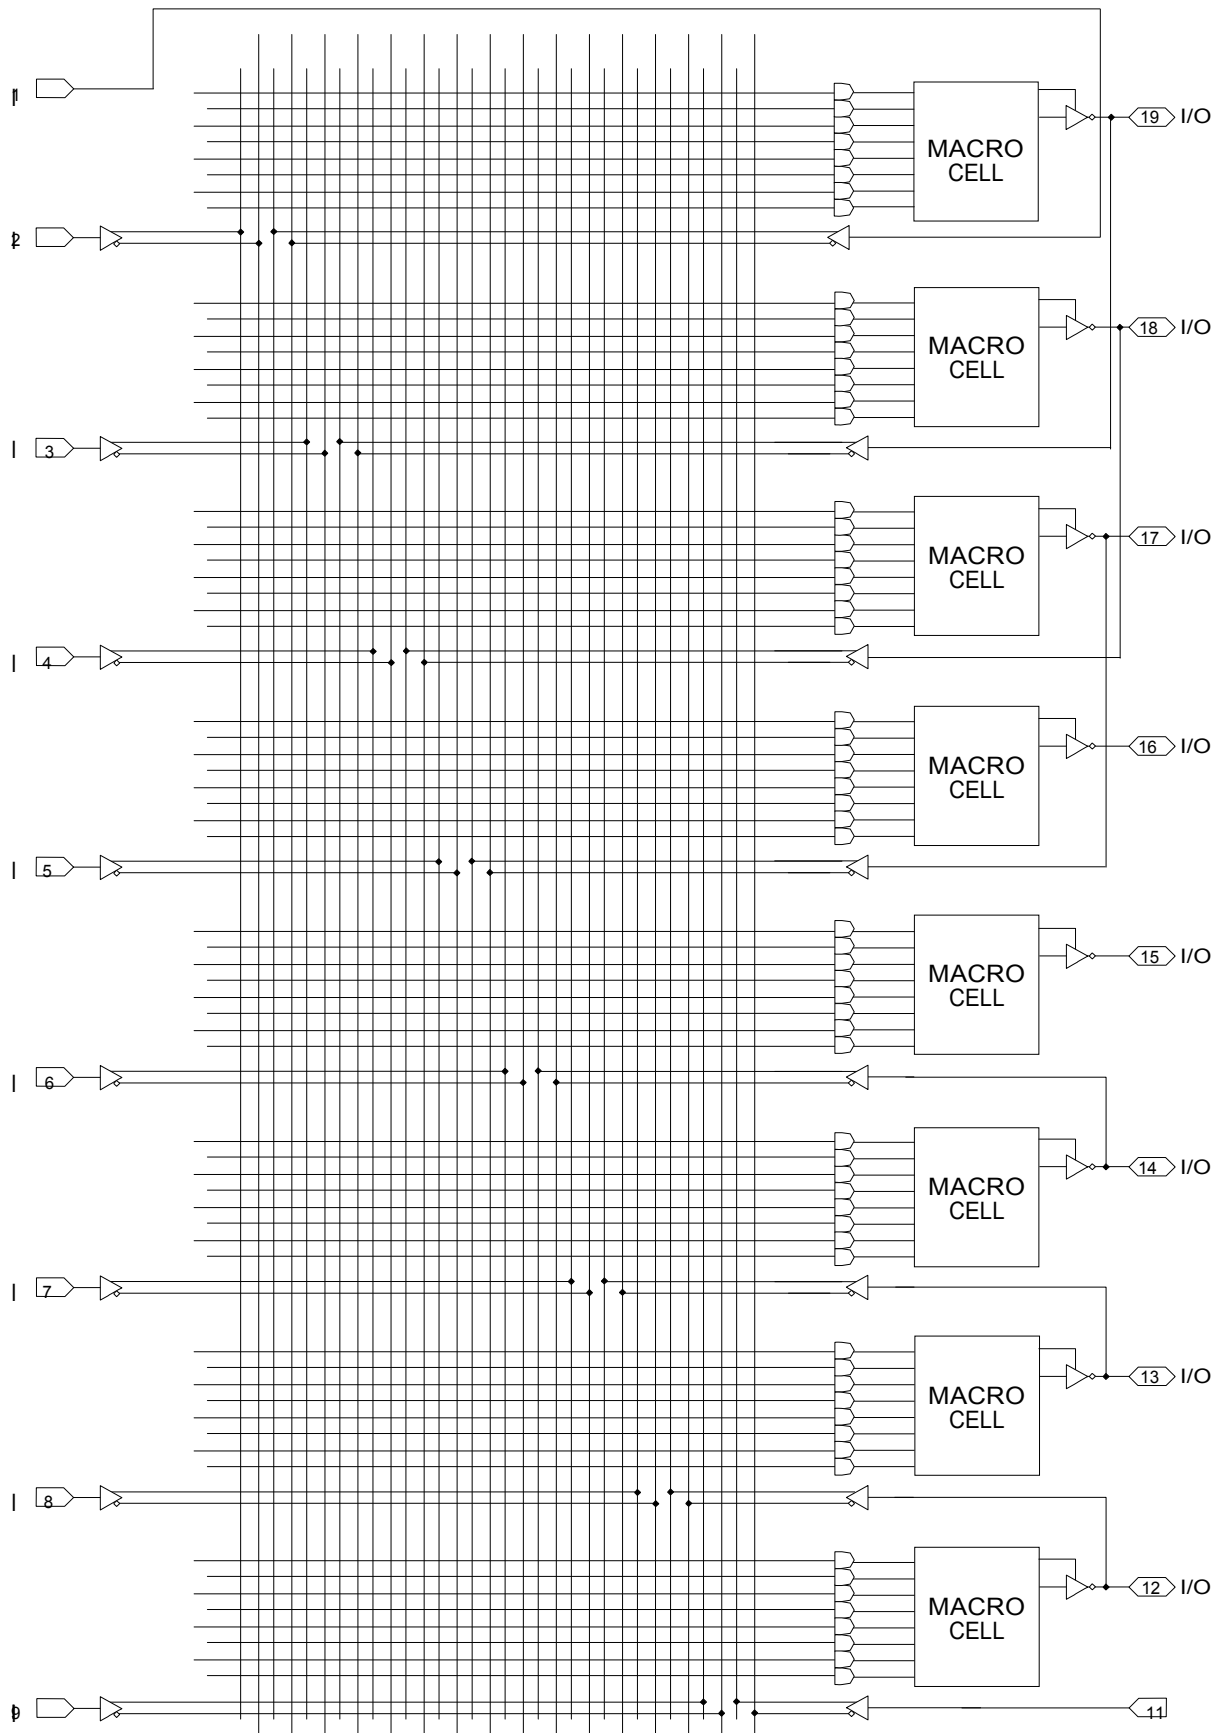 I 1
MACRO
CELL
19 I/O
I 2
MACRO
CELL
18 I/O
I 3
MACRO
CELL
17 I/O
I 4
MACRO
CELL
16 I/O
I 5
MACRO
CELL
15 I/O
I 6
MACRO
CELL
14 I/O
I 7
MACRO
CELL
13 I/O
I 8
MACRO
CELL
12 I/O
I 9
11